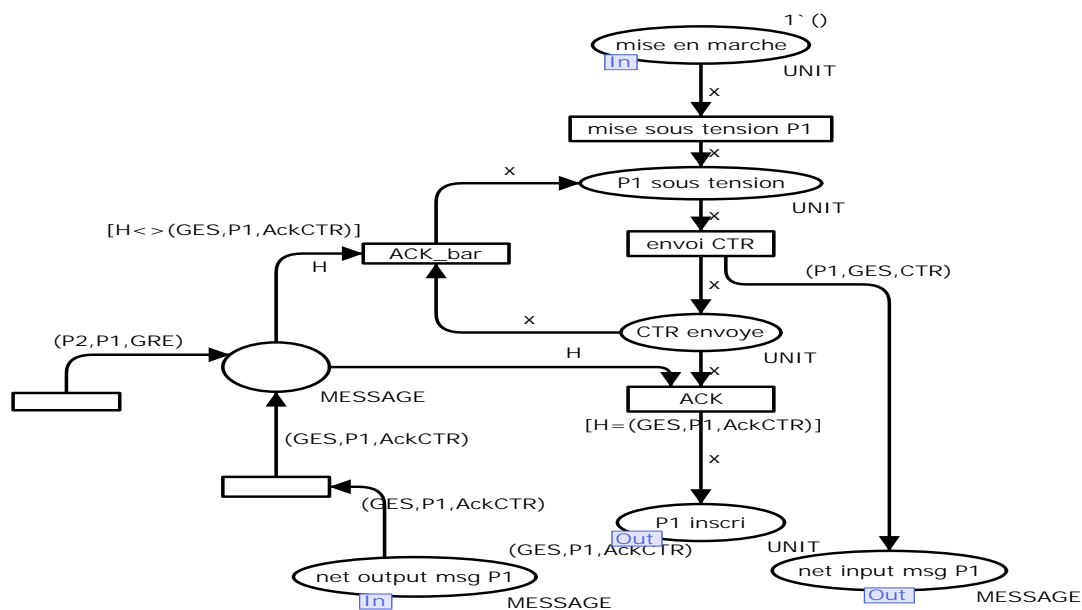 1`()
mise en marche
In
UNIT
x
mise sous tension P1
x
x
P1 sous tension
UNIT
x
[H<>(GES,P1,AckCTR)]
envoi CTR
ACK_bar
H
(P1,GES,CTR)
x
x
CTR envoye
(P2,P1,GRE)
H
UNIT
x
MESSAGE
ACK
[H=(GES,P1,AckCTR)]
(GES,P1,AckCTR)
x
(GES,P1,AckCTR)
P1 inscri
Out
(GES,P1,AckCTR)
UNIT
net output msg P1
In
MESSAGE
net input msg P1
Out
MESSAGE